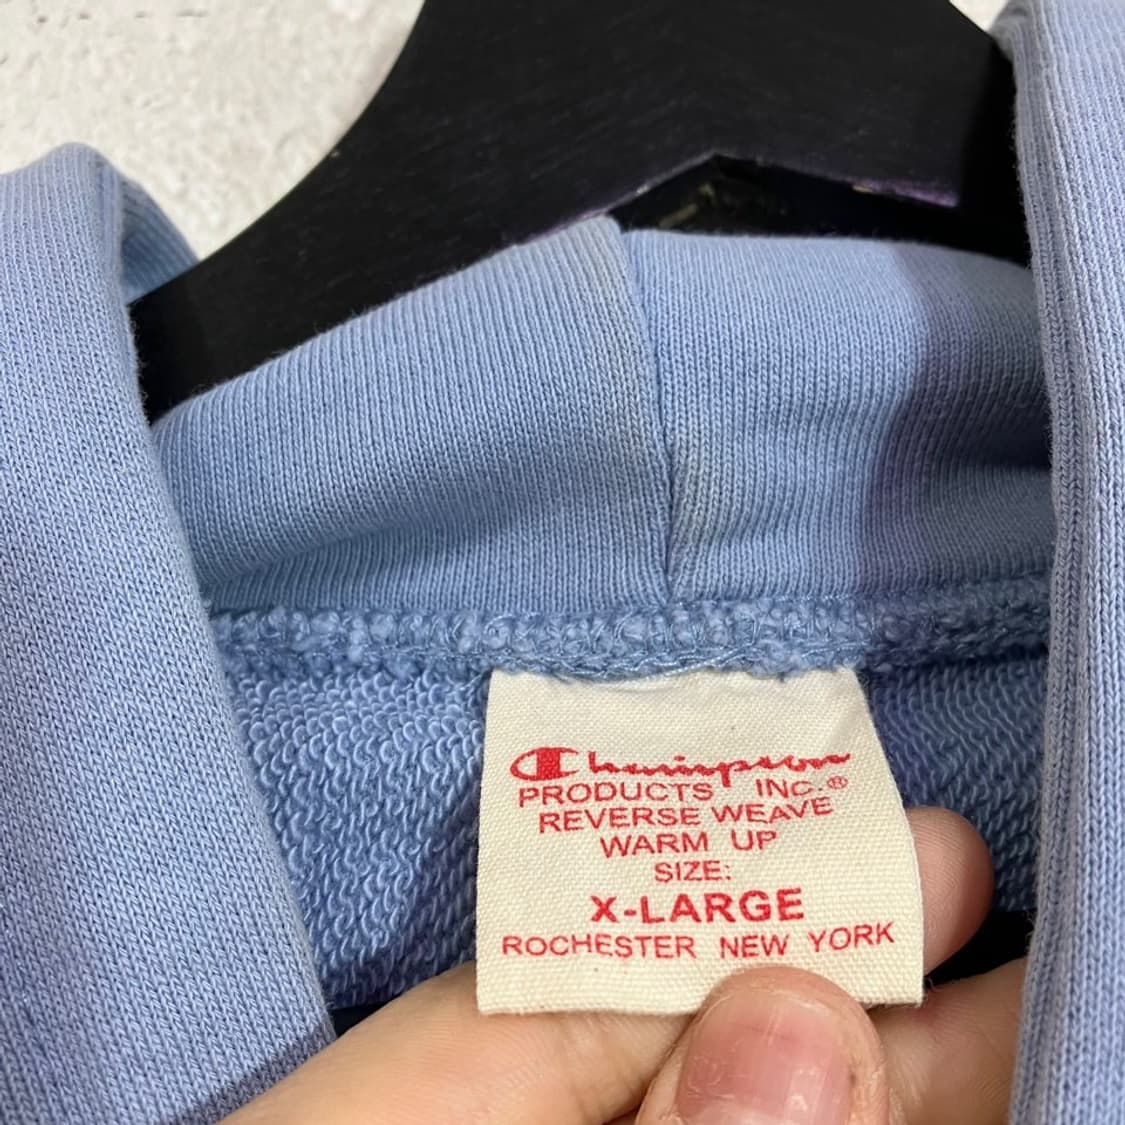 Champion
PRODUCTS INC.®
REVERSE WEAVE
WARM UP
SIZE:
X-LARGE
ROCHESTER NEW YORK